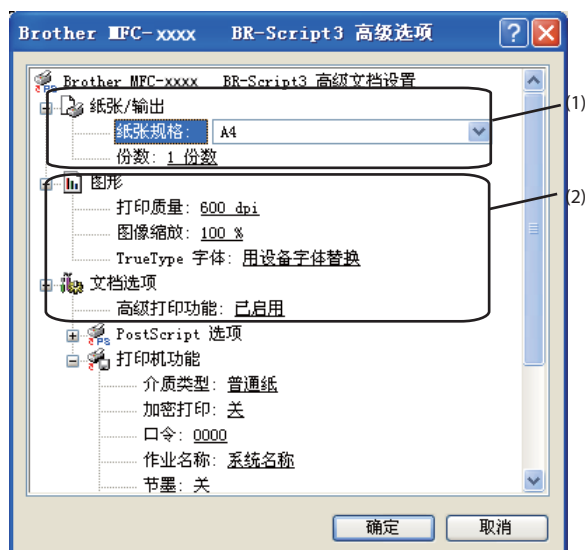 Brother MFC-xxxx BR-Script3 高级选项
Brother MFC-xxxx BR-Script3 高级文档设置
纸张/输出
(1)
纸张规格: A4
份数: 1 份数
图形
(2)
打印质量: 600 dpi
图像缩放: 100 %
TrueType 字体: 用设备字体替换
文档选项
高级打印功能: 已启用
PostScript 选项
打印机功能
介质类型: 普通纸
加密打印: 关
口令: 0000
作业名称: 系统名称
节墨: 关
确定 取消